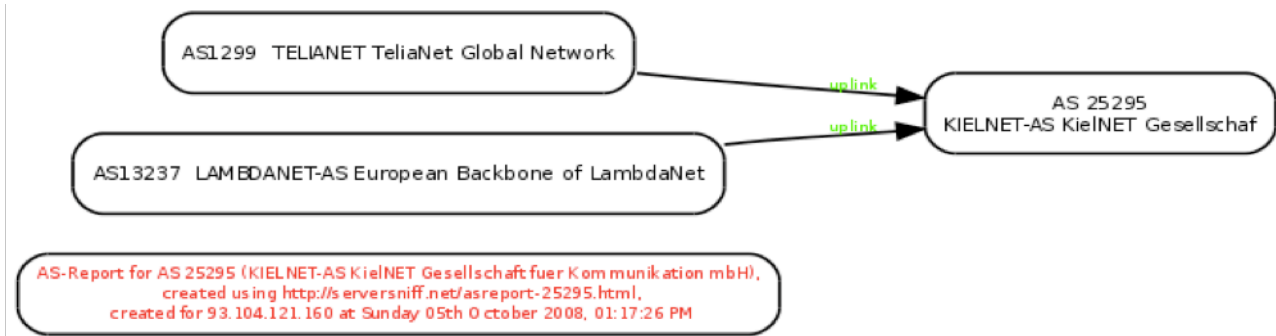 AS1299 TELIANET TeliaNet Global Network
uplink
AS 25295
KIELNET-AS KielNET Gesellschaf
uplink
AS13237 LAMBDANET-AS European Backbone of LambdaNet
AS-Report for AS 25295 (KIELNET-AS KielNET Gesellschaft fuer Kommunikation mbH),
created using http://serversniff.net/asreport-25295.html,
created for 93.104.121.160 at Sunday 05th October 2008, 01:17:26 PM